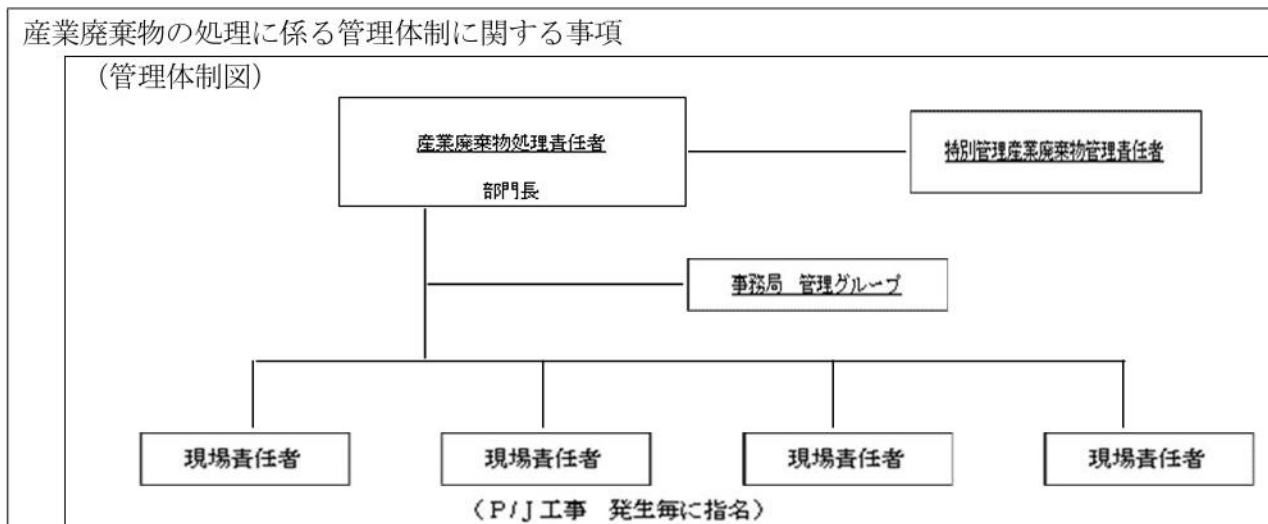 産業廃棄物の処理に係る管理体制に関する事項
(管理体制図)
産業廃棄物処理責任者
部門長
特別管理産業廃棄物管理責任者
事務局 管理グループ
現場責任者
現場責任者
現場責任者
現場責任者
(P/J工事 発生毎に指名)